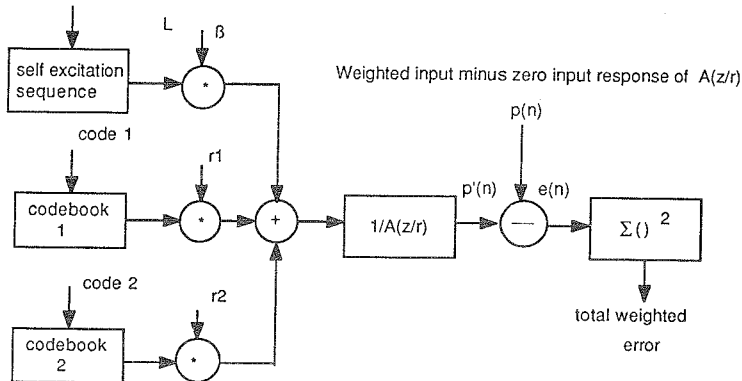 L
ß
self excitation
sequence
*
Weighted input minus zero input response of A(z/r)
p(n)
code 1
r1
codebook
1
*
+
1/A(z/r)
p'(n)
—
e(n)
Σ() 2
code 2
r2
codebook
2
*
total weighted
error